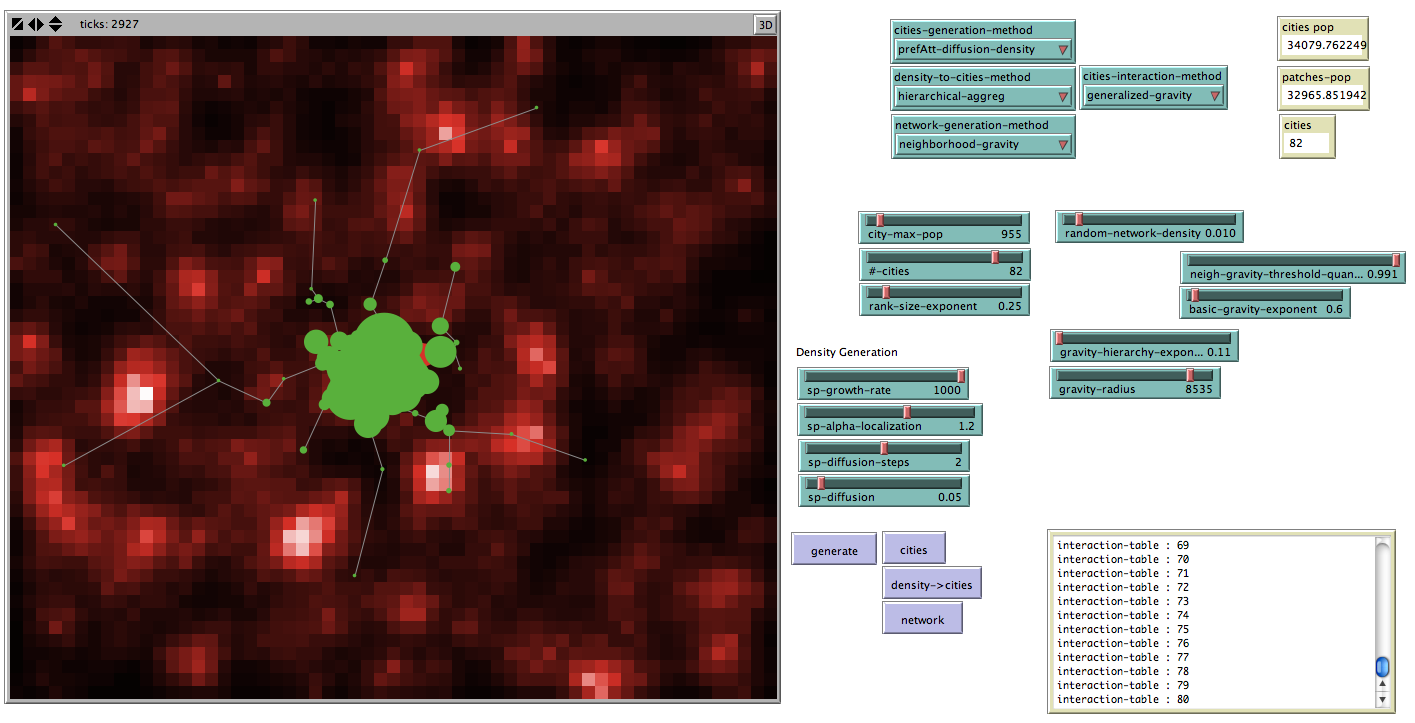 ticks: 2927
3D
cities-generation-method
prefAtt-diffusion-density
density-to-cities-method
hierarchical-aggreg
cities-interaction-method
generalized-gravity
network-generation-method
neighborhood-gravity
cities pop
34079.762249
patches-pop
32965.851942
cities
82
city-max-pop 955
#-cities 82
rank-size-exponent 0.25
random-network-density 0.010
neigh-gravity-threshold-quan... 0.991
basic-gravity-exponent 0.6
gravity-hierarchy-expon... 0.11
gravity-radius 8535
Density Generation
sp-growth-rate 1000
sp-alpha-localization 1.2
sp-diffusion-steps 2
sp-diffusion 0.05
generate
cities
density->cities
network
interaction-table : 69
interaction-table : 70
interaction-table : 71
interaction-table : 72
interaction-table : 73
interaction-table : 74
interaction-table : 75
interaction-table : 76
interaction-table : 77
interaction-table : 78
interaction-table : 79
interaction-table : 80